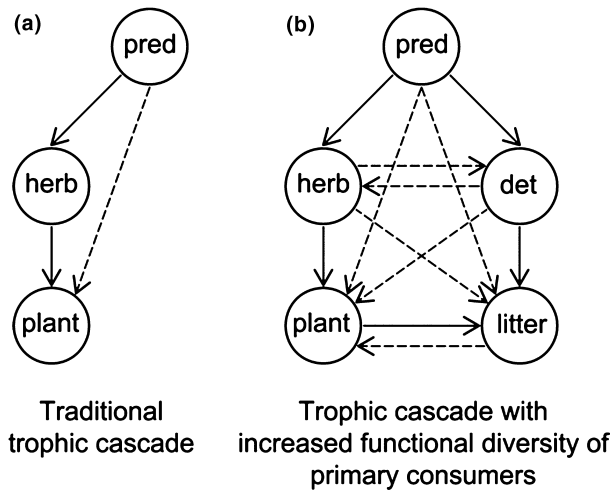 (a)
pred
herb
plant
Traditional
trophic cascade
(b)
pred
herb
det
plant
litter
Trophic cascade with
increased functional diversity of
primary consumers